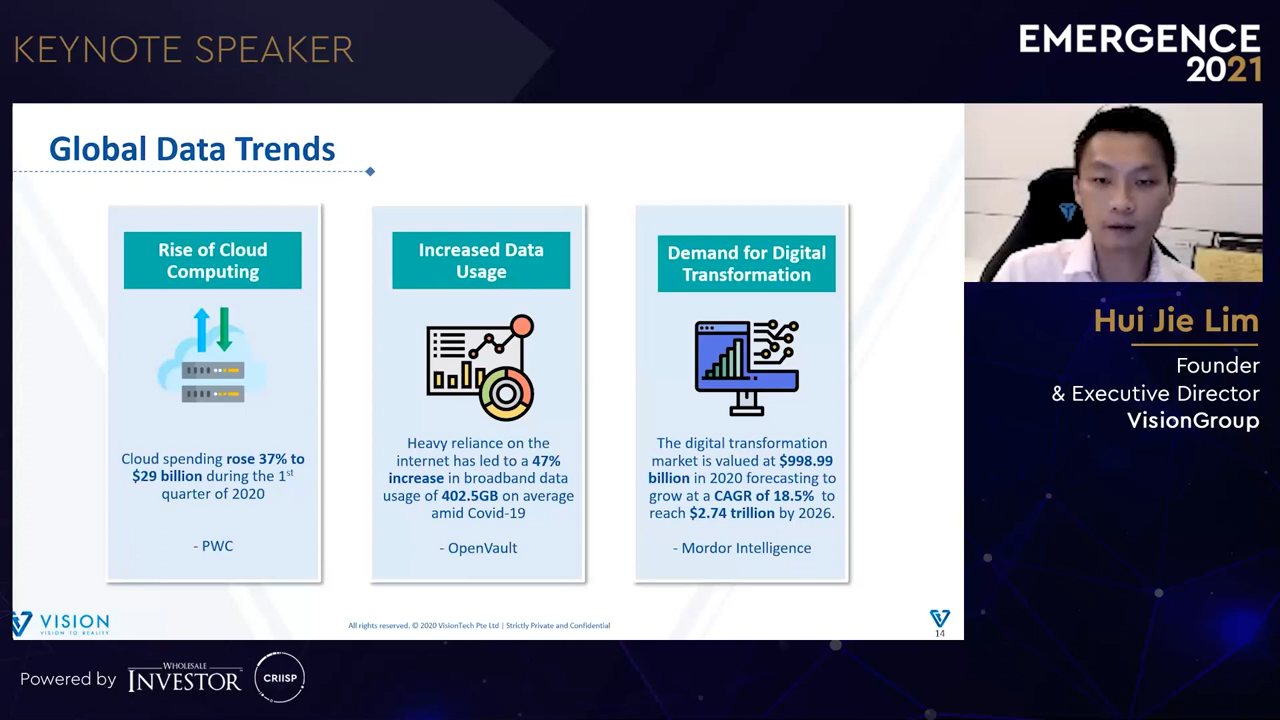 KEYNOTE SPEAKER
EMERGENCE
2021
Global Data Trends
Rise of Cloud
Computing
Cloud spending rose 37% to
$29 billion during the 1st
quarter of 2020
- PWC
Increased Data
Usage
Heavy reliance on the
internet has led to a 47%
increase in broadband data
usage of 402.5GB on average
amid Covid-19
- OpenVault
Demand for Digital
Transformation
The digital transformation
market is valued at $998.99
billion in 2020 forecasting to
grow at a CAGR of 18.5% to
reach $2.74 trillion by 2026.
- Mordor Intelligence
Hui Jie Lim
Founder
& Executive Director
VisionGroup
VISION
VISION TO REALITY
All rights reserved. © 2020 VisionTech Pte Ltd | Strictly Private and Confidential
14
Powered by
WHOLESALE
INVESTOR
CRIISP